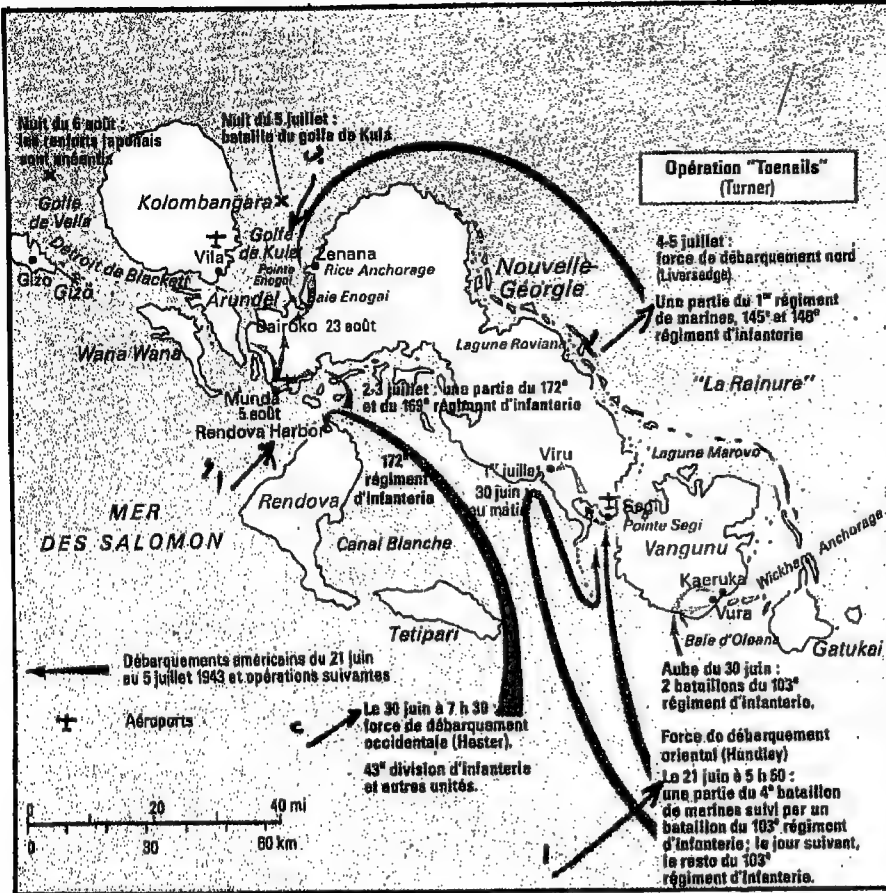 Nuit du 6 août :
les renforts japonais
sont anéantis
Nuit du 5 juillet :
bataille du golfe de Kula
Opération "Toenails"
(Turner)
Kolombangara
Golfe
de Vella
Vila
Golfe
de Kula
Zenana
Rice Anchorage
Pointe
Enogai
Baie Enogai
Détroit de Blackett
Gizo
Gizo
Arundel
Bairoko 23 août
Wana Wana
Nouvelle-
Géorgie
4-5 juillet :
force de débarquement nord
(Liversedge)
Une partie du 1er régiment
de marines, 145e et 148e
régiment d'infanterie
Lagune Roviana
"La Rainure"
Munda
5 août
2-3 juillet : une partie du 172e
et du 169e régiment d'infanterie
Rendova Harbor
172e
régiment
d'infanterie
Viru
1er juillet
30 juin
au matin
Lagune Marovo
Segi
Pointe Segi
Vangunu
MER
DES SALOMON
Rendova
Canal Blanche
Kaeruka
Vura
Wickham Anchorage
Tetipari
Baie d'Oloana
Gatukai
Débarquements américains du 21 juin
au 5 juillet 1943 et opérations suivantes
Aéroports
Le 30 juin à 7 h 30
force de débarquement
occidentale (Hester).
43e division d'infanterie
et autres unités.
Aube du 30 juin :
2 bataillons du 103e
régiment d'infanterie.
Force de débarquement
oriental (Hundley)
Le 21 juin à 5 h 50 :
une partie du 4e bataillon
de marines suivi par un
bataillon du 103e régiment
d'infanterie; le jour suivant,
le reste du 103e
régiment d'infanterie.
0 20 40 mi
0 30 60 km